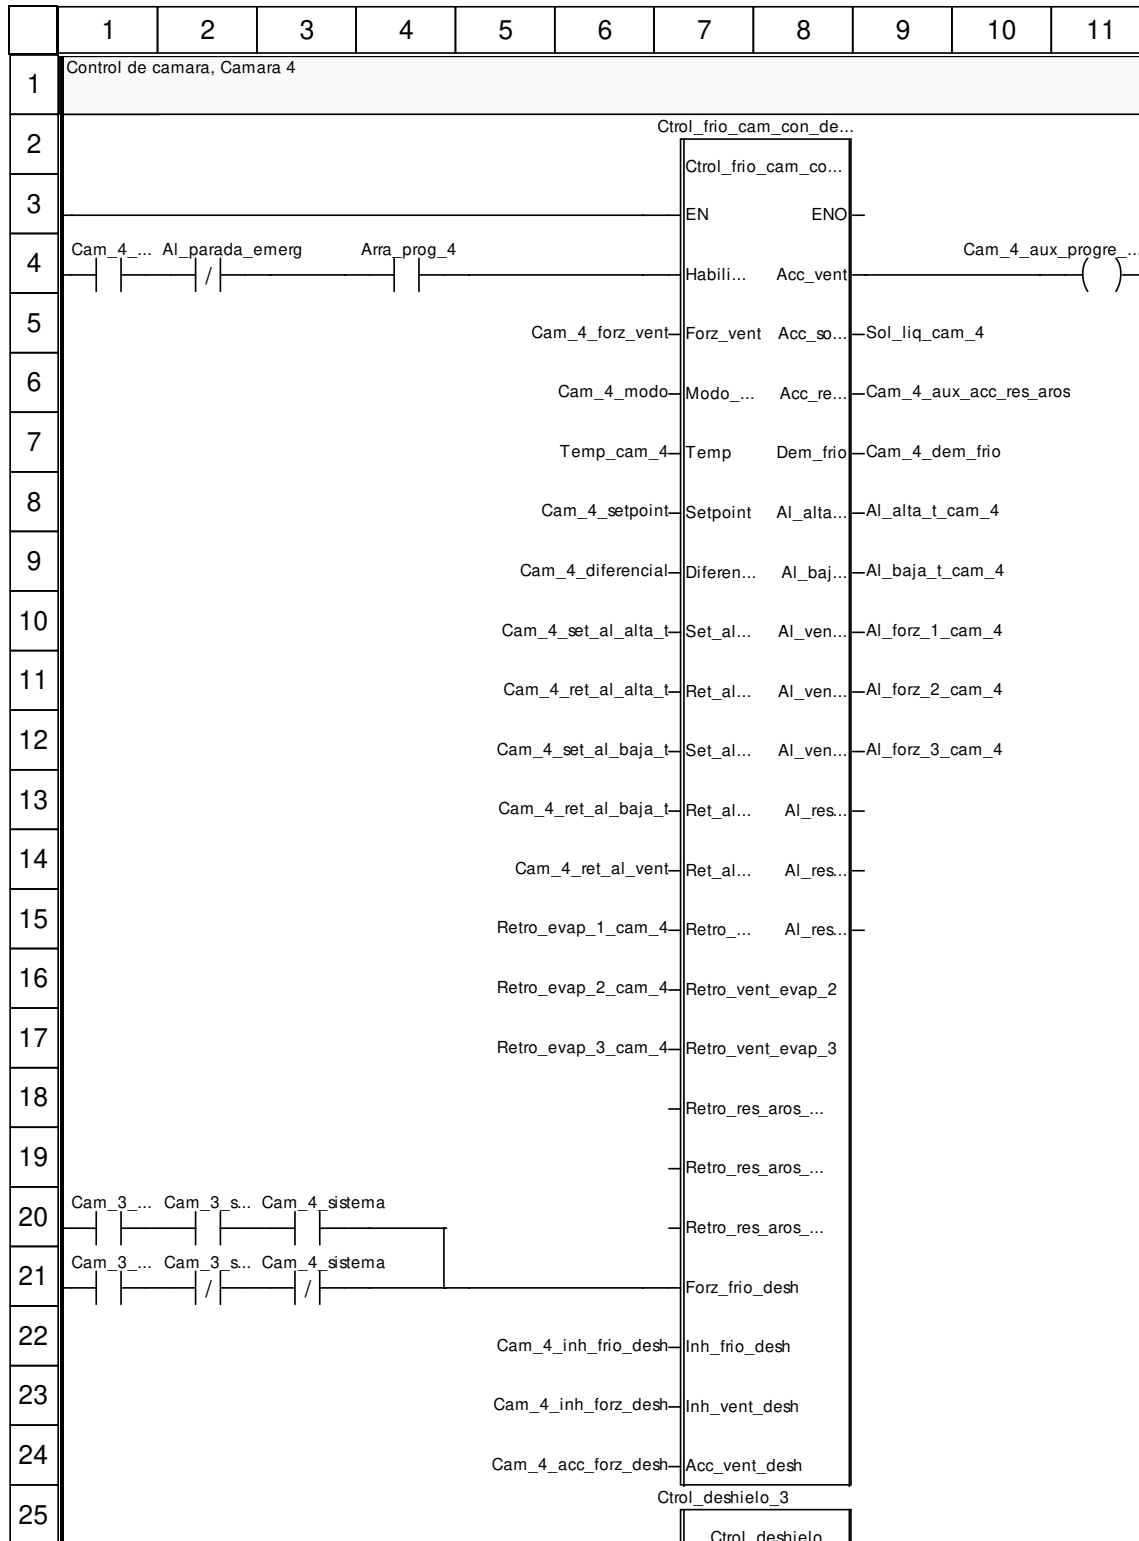 1 2 3 4 5 6 7 8 9 10 11
1 Control de camara, Camara 4
2 Ctrol_frio_cam_con_de...
Ctrol_frio_cam_co...
3 EN ENO
Cam_4_... Al_parada_emerg Arra_prog_4 Cam_4_aux_progre_...
4 / Habili... Acc_vent
5 Cam_4_forz_vent Forz_vent Acc_so... Sol_liq_cam_4
6 Cam_4_modo Modo_... Acc_re... Cam_4_aux_acc_res_aros
7 Temp_cam_4 Temp Dem_frio Cam_4_dem_frio
8 Cam_4_setpoint Setpoint Al_alta... Al_alta_t_cam_4
9 Cam_4_diferencial Diferen... Al_baj... Al_baja_t_cam_4
10 Cam_4_set_al_alta_t Set_al... Al_ven... Al_forz_1_cam_4
11 Cam_4_ret_al_alta_t Ret_al... Al_ven... Al_forz_2_cam_4
12 Cam_4_set_al_baja_t Set_al... Al_ven... Al_forz_3_cam_4
13 Cam_4_ret_al_baja_t Ret_al... Al_res...
14 Cam_4_ret_al_vent Ret_al... Al_res...
15 Retro_evap_1_cam_4 Retro_... Al_res...
16 Retro_evap_2_cam_4 Retro_vent_evap_2
17 Retro_evap_3_cam_4 Retro_vent_evap_3
18 Retro_res_aros_...
19 Retro_res_aros_...
Cam_3_... Cam_3_s... Cam_4_sistema
20 Retro_res_aros_...
Cam_3_... Cam_3_s... Cam_4_sistema
21 / / Forz_frio_desh
22 Cam_4_inh_frio_desh Inh_frio_desh
23 Cam_4_inh_forz_desh Inh_vent_desh
24 Cam_4_acc_forz_desh Acc_vent_desh
25 Ctrol_deshielo_3
Ctrol_deshielo